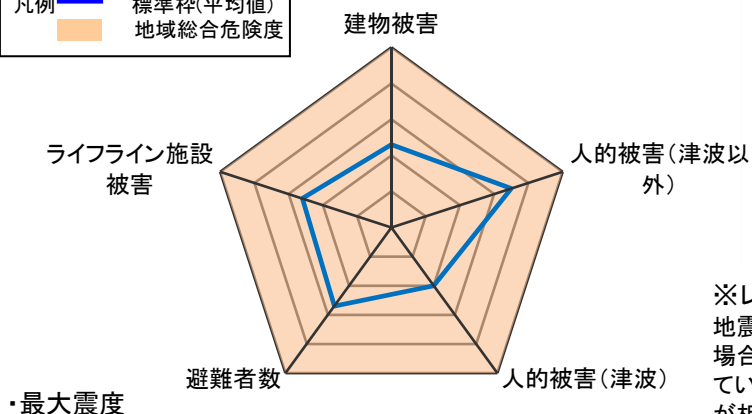 凡例 標準枠(平均値)
地域総合危険度
建物被害
ライフライン施設
被害
人的被害(津波以
外)
避難者数
人的被害(津波)
※レ
地震
場合
てい
・最大震度